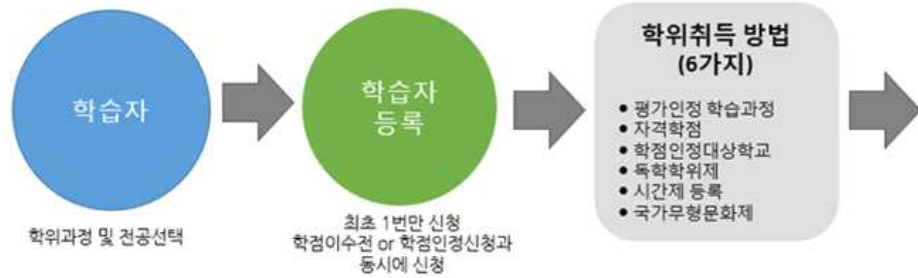 학습자
학위과정 및 전공선택
학습자
등록
최초 1번만 신청
학점이수전 or 학점인정신청과
동시에 신청
학위취득 방법
(6가지)
• 평가인정 학습과정
• 자격학점
• 학점인정대상학교
• 독학학위제
• 시간제 등록
• 국가무형문화제